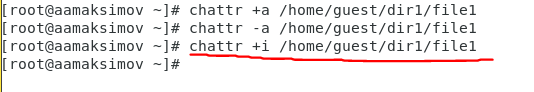 [root@aamaksimov ~]# chattr +a /home/guest/dir1/file1
[root@aamaksimov ~]# chattr -a /home/guest/dir1/file1
[root@aamaksimov ~]# chattr +i /home/guest/dir1/file1
[root@aamaksimov ~]#